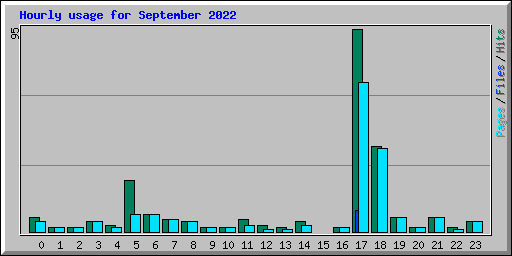 Hourly usage for September 2022
95
Pages/Files/Hits
0 1 2 3 4 5 6 7 8 9 10 11 12 13 14 15 16 17 18 19 20 21 22 23